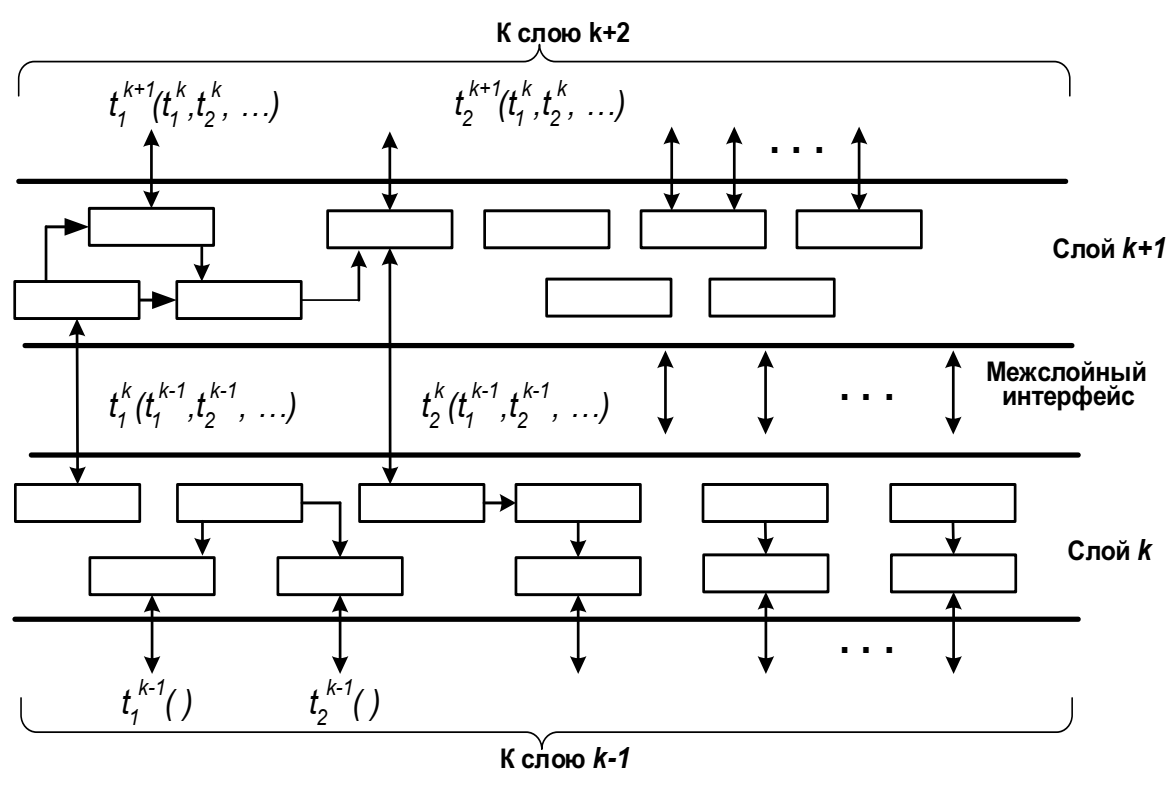 К слою k+2
t₁ᵏ⁺¹(t₁ᵏ,t₂ᵏ, …) t₂ᵏ⁺¹(t₁ᵏ,t₂ᵏ, …)
. . .
Слой k+1
Межслойный
интерфейс
t₁ᵏ(t₁ᵏ⁻¹,t₂ᵏ⁻¹, …) t₂ᵏ(t₁ᵏ⁻¹,t₂ᵏ⁻¹, …)
. . .
Слой k
. . .
t₁ᵏ⁻¹( ) t₂ᵏ⁻¹( )
К слою k-1